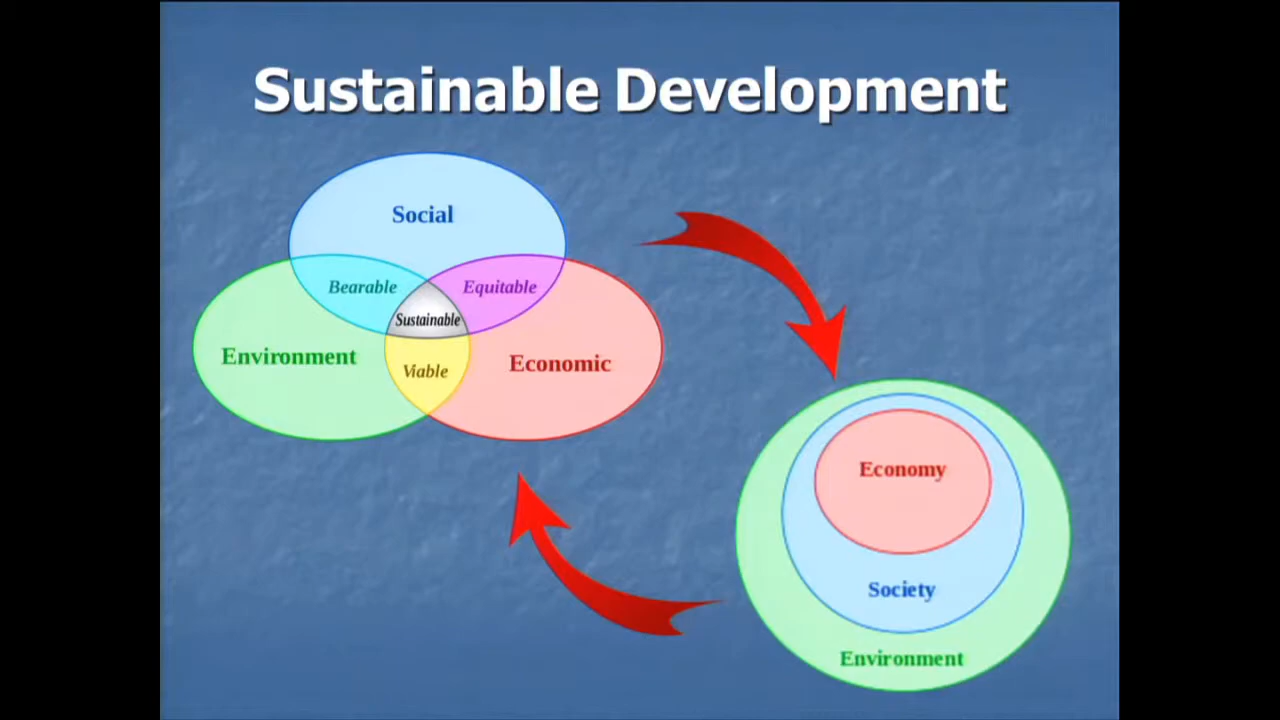 Sustainable Development
Social
Bearable
Equitable
Sustainable
Environment
Economic
Viable
Economy
Society
Environment